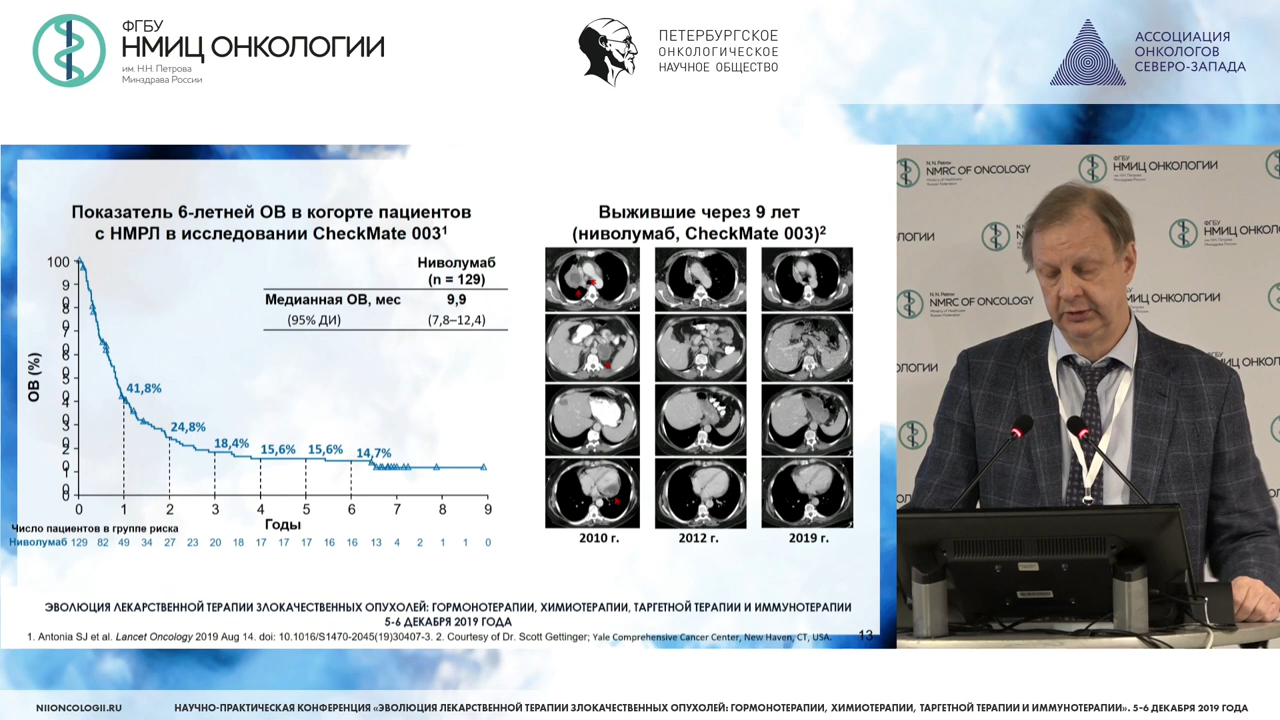 ФГБУ
НМИЦ ОНКОЛОГИИ
им. Н.Н. Петрова
Минздрава России
ПЕТЕРБУРГСКОЕ
ОНКОЛОГИЧЕСКОЕ
НАУЧНОЕ ОБЩЕСТВО
АССОЦИАЦИЯ
ОНКОЛОГОВ
СЕВЕРО-ЗАПАДА
Показатель 6-летней ОВ в когорте пациентов
с НМРЛ в исследовании CheckMate 003¹
Ниволумаб
(n = 129)
Медианная ОВ, мес 9,9
(95% ДИ) (7,8–12,4)
ОВ (%)
100
41,8%
24,8%
18,4%
15,6%
15,6%
14,7%
0 1 2 3 4 5 6 7 8 9
Годы
Число пациентов в группе риска
Ниволумаб 129 82 49 34 27 23 20 18 17 17 17 16 16 13 4 2 1 1 0
Выжившие через 9 лет
(ниволумаб, CheckMate 003)²
2010 г. 2012 г. 2019 г.
ЭВОЛЮЦИЯ ЛЕКАРСТВЕННОЙ ТЕРАПИИ ЗЛОКАЧЕСТВЕННЫХ ОПУХОЛЕЙ: ГОРМОНОТЕРАПИИ, ХИМИОТЕРАПИИ, ТАРГЕТНОЙ ТЕРАПИИ И ИММУНОТЕРАПИИ
5-6 ДЕКАБРЯ 2019 ГОДА
1. Antonia SJ et al. Lancet Oncology 2019 Aug 14. doi: 10.1016/S1470-2045(19)30407-3. 2. Courtesy of Dr. Scott Gettinger; Yale Comprehensive Cancer Center, New Haven, CT, USA.
13
N.N. Petrov
NMRC OF ONCOLOGY
ФГБУ
НМИЦ ОНКОЛОГИИ
N.N. Petrov
NMRC OF ONCOLOGY
NIIONCOLOGII.RU
НАУЧНО-ПРАКТИЧЕСКАЯ КОНФЕРЕНЦИЯ «ЭВОЛЮЦИЯ ЛЕКАРСТВЕННОЙ ТЕРАПИИ ЗЛОКАЧЕСТВЕННЫХ ОПУХОЛЕЙ: ГОРМОНОТЕРАПИИ, ХИМИОТЕРАПИИ, ТАРГЕТНОЙ ТЕРАПИИ И ИММУНОТЕРАПИИ». 5-6 ДЕКАБРЯ 2019 ГОДА